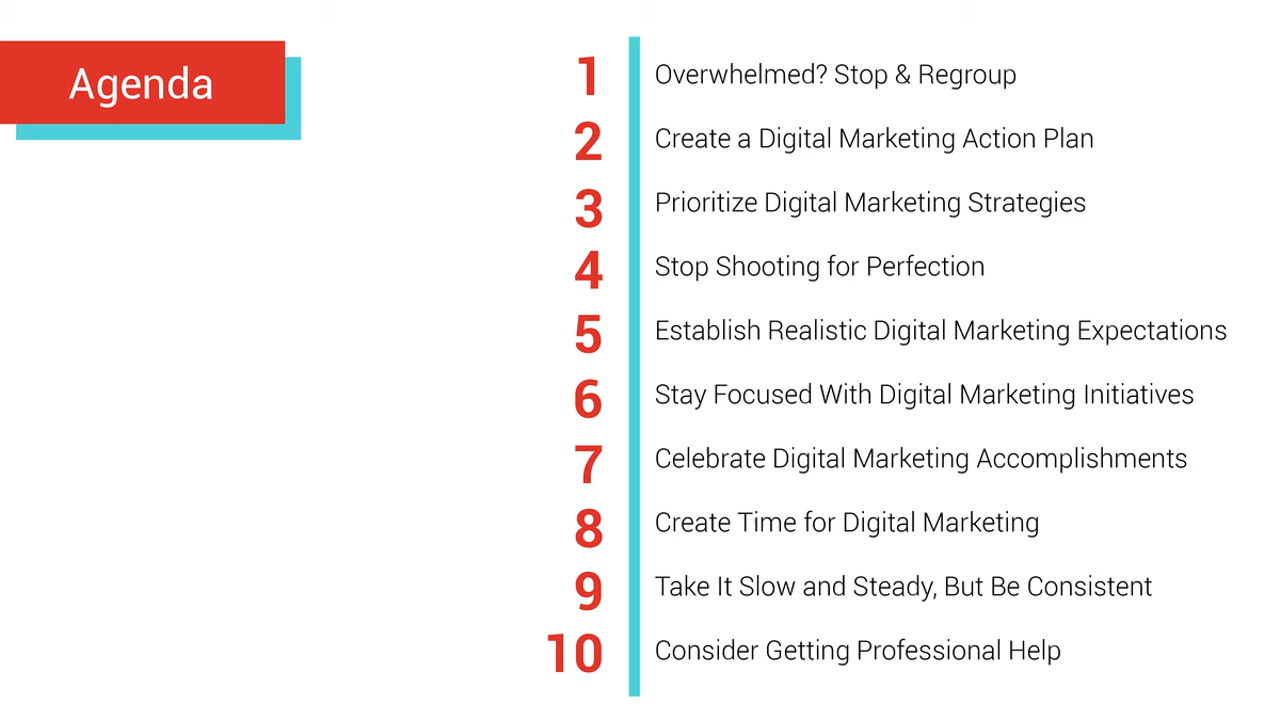 Agenda
1 Overwhelmed? Stop & Regroup
2 Create a Digital Marketing Action Plan
3 Prioritize Digital Marketing Strategies
4 Stop Shooting for Perfection
5 Establish Realistic Digital Marketing Expectations
6 Stay Focused With Digital Marketing Initiatives
7 Celebrate Digital Marketing Accomplishments
8 Create Time for Digital Marketing
9 Take It Slow and Steady, But Be Consistent
10 Consider Getting Professional Help